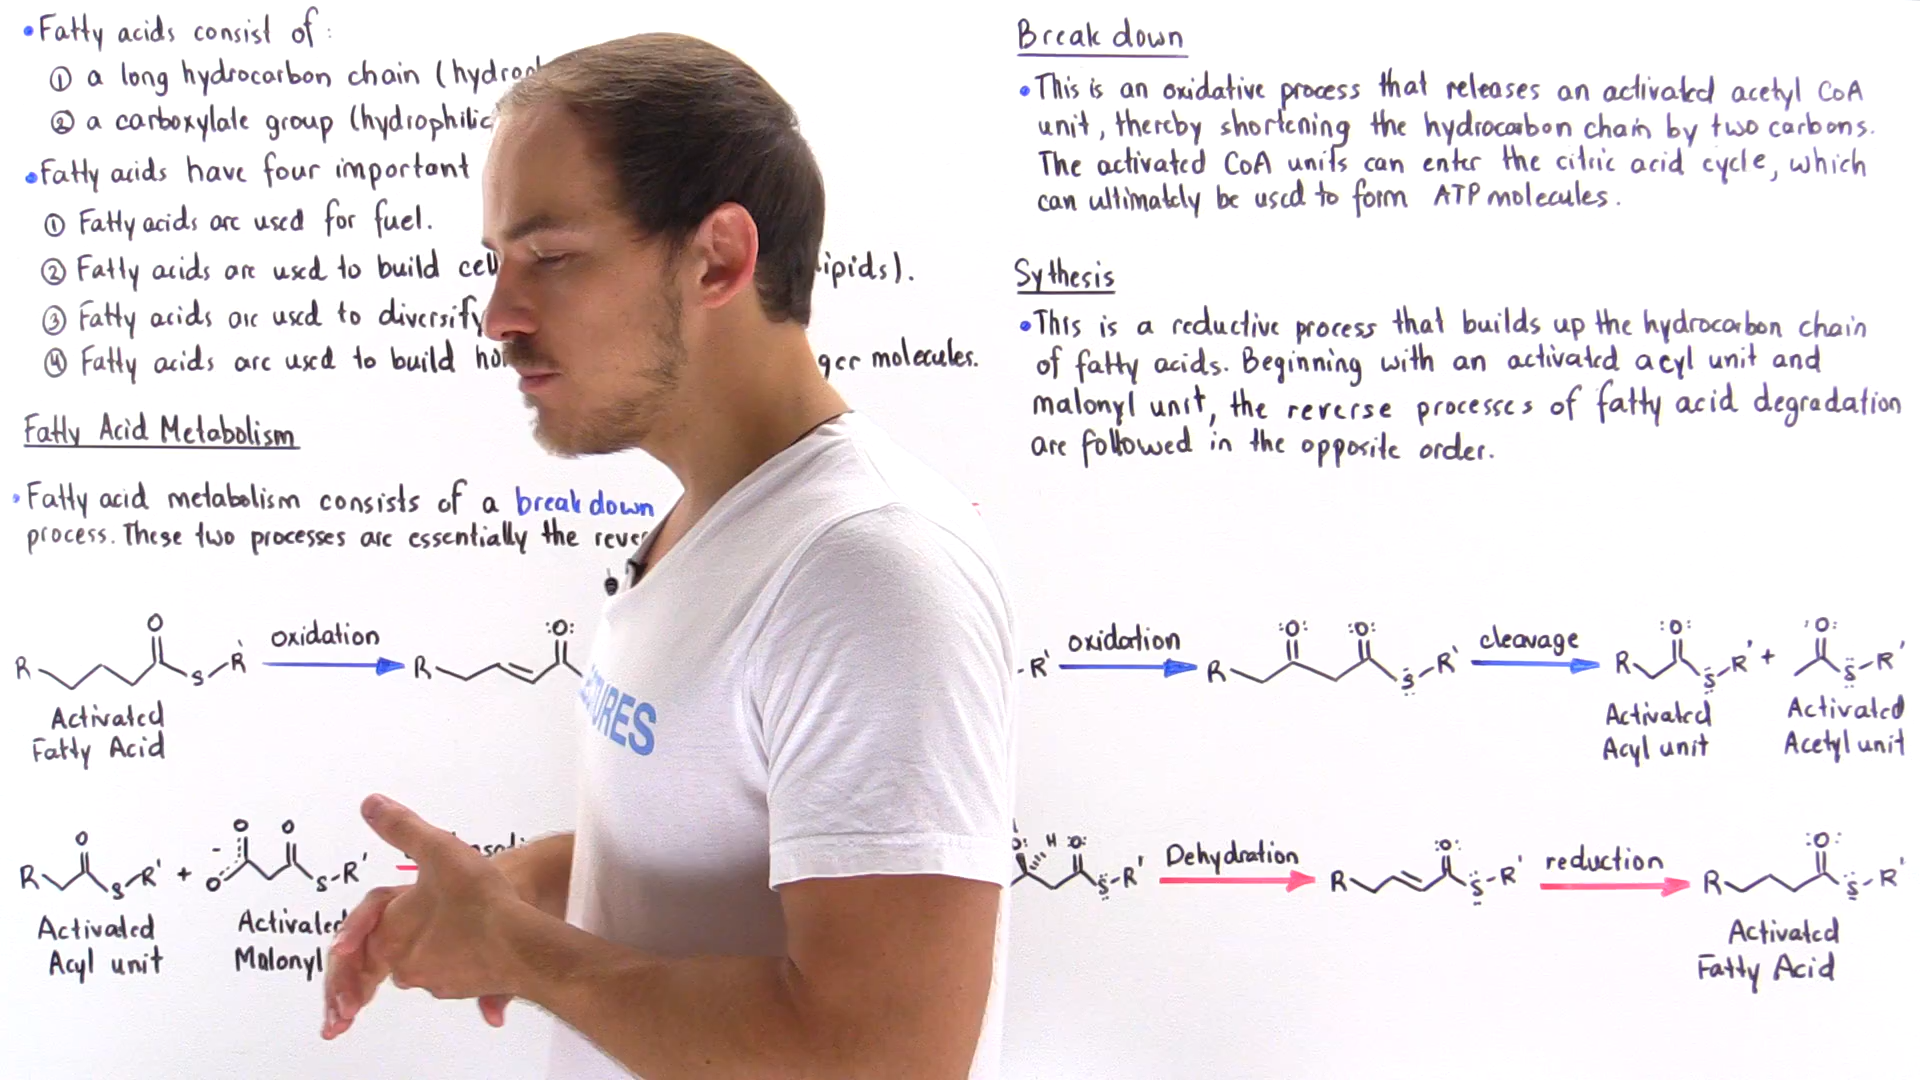 • Fatty acids consist of :
① a long hydrocarbon chain (
② a carboxylate group (hydrophilic
• Fatty acids have four important
① Fatty acids are used for fuel.
② Fatty acids are used to build ipids).
③ Fatty acids are used to diversify
④ Fatty acids are used to build molecules.
Fatty Acid Metabolism
• Fatty acid metabolism consists of a break down
process. These two processes are essentially the
Break down
• This is an oxidative process that releases an activated acetyl CoA
unit, thereby shortening the hydrocarbon chain by two carbons.
The activated CoA units can enter the citric acid cycle, which
can ultimately be used to form ATP molecules.
Sythesis
• This is a reductive process that builds up the hydrocarbon chain
of fatty acids. Beginning with an activated acyl unit and
malonyl unit, the reverse processes of fatty acid degradation
are followed in the opposite order.
R O S-R' oxidation R :O:
Activated
Fatty Acid
-R' oxidation R :O: :O: S-R' cleavage R :O: S-R' + :O: S-R'
Activated
Acyl unit
Activated
Acetyl unit
R O S-R' + - O O O S-R'
Activated
Acyl unit
Activated
Malonyl
H :O: S-R' Dehydration R :O: S-R' reduction R :O: S-R'
Activated
Fatty Acid
URES